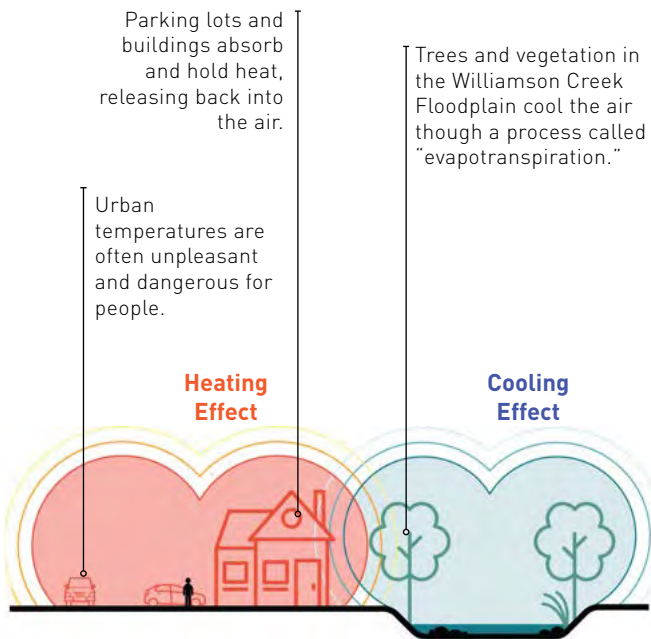 Parking lots and
buildings absorb
and hold heat,
releasing back into
the air.
Trees and vegetation in
the Williamson Creek
Floodplain cool the air
though a process called
“evapotranspiration.”
Urban
temperatures are
often unpleasant
and dangerous for
people.
Heating
Effect
Cooling
Effect